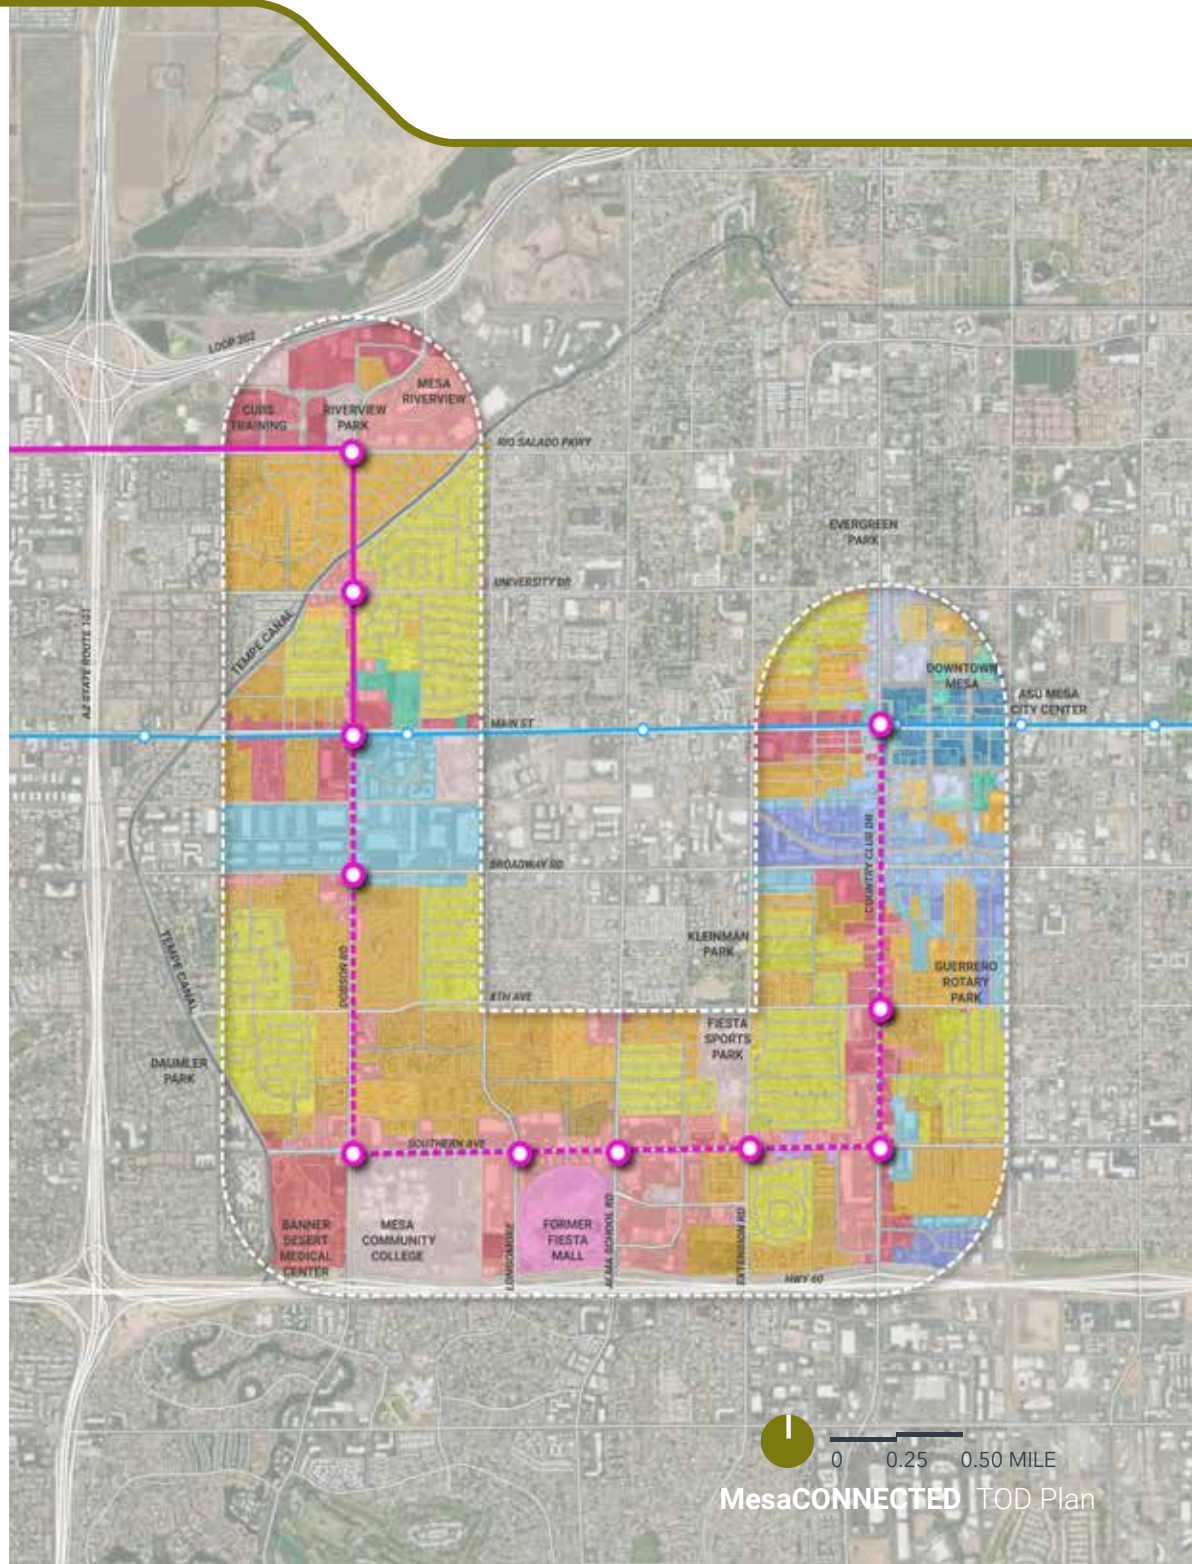 LOOP 202
MESA
RIVERVIEW
CUBS
TRAINING
RIVERVIEW
PARK
RIO SALADO PKWY
EVERGREEN
PARK
UNIVERSITY DR
TEMPE CANAL
AZ STATE ROUTE 101
DOWNTOWN
MESA
ASU MESA
CITY CENTER
MAIN ST
COUNTRY CLUB DR
BROADWAY RD
KLEINMAN
PARK
TEMPE CANAL
DOBSON RD
GUERRERO
ROTARY
PARK
8TH AVE
FIESTA
SPORTS
PARK
DAUMLER
PARK
SOUTHERN AVE
BANNER
DESERT
MEDICAL
CENTER
MESA
COMMUNITY
COLLEGE
LONGMORE
FORMER
FIESTA
MALL
ALMA SCHOOL RD
EXTENSION RD
HWY 60
0 0.25 0.50 MILE
MesaCONNECTED TOD Plan